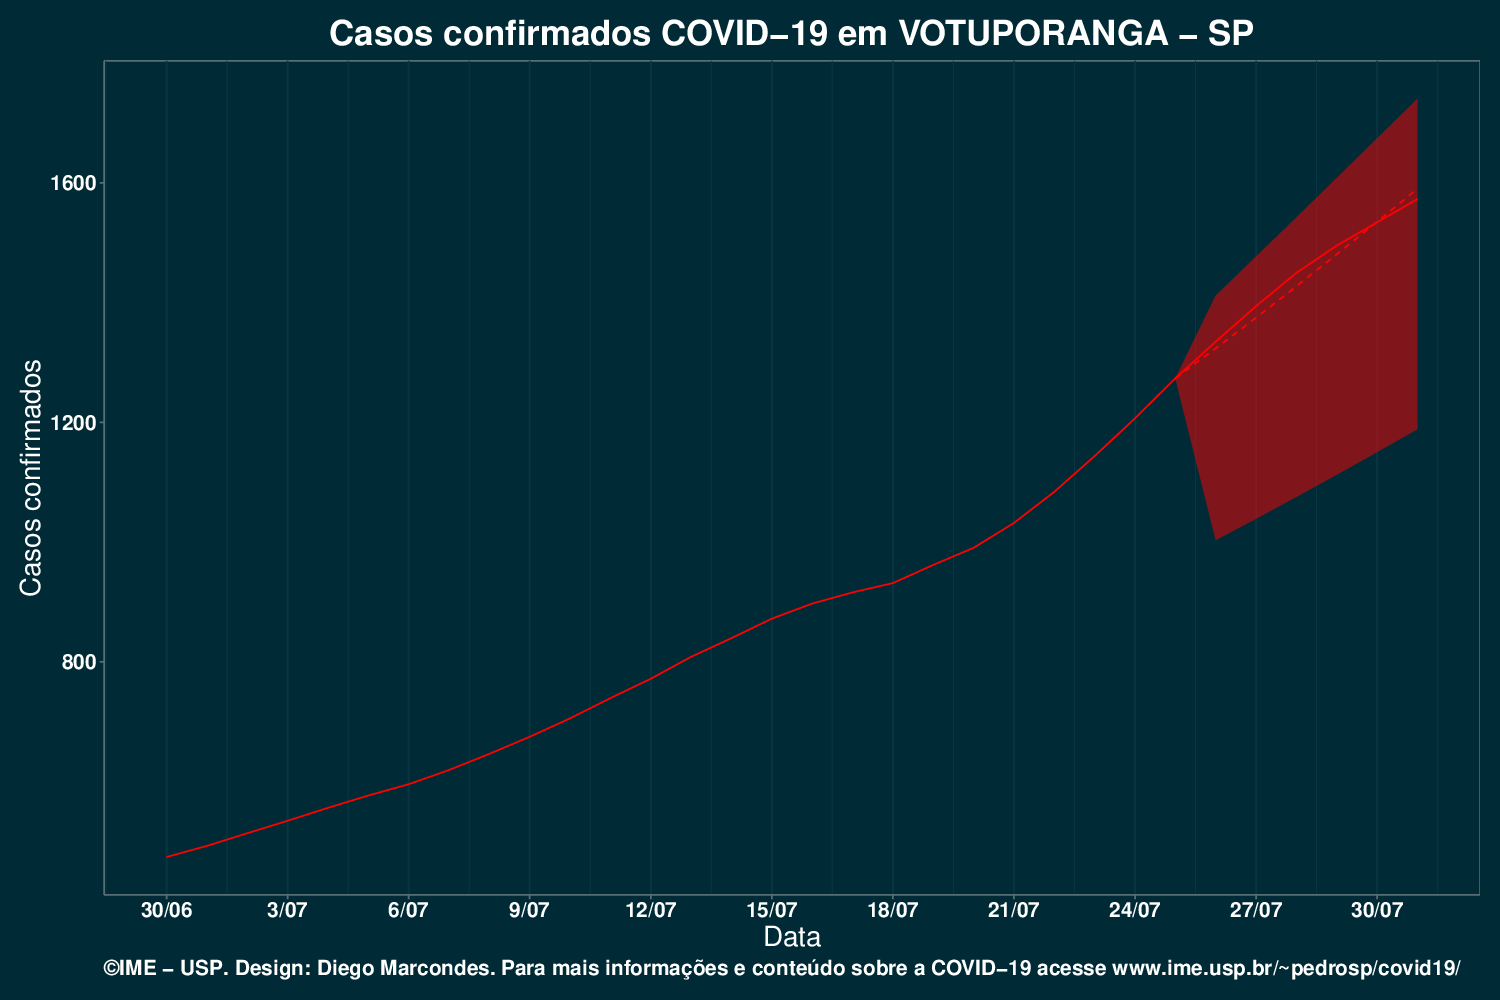 Casos confirmados COVID−19 em VOTUPORANGA − SP
Casos confirmados
1600
1200
800
30/06 3/07 6/07 9/07 12/07 15/07 18/07 21/07 24/07 27/07 30/07
Data
©IME − USP. Design: Diego Marcondes. Para mais informações e conteúdo sobre a COVID−19 acesse www.ime.usp.br/~pedrosp/covid19/